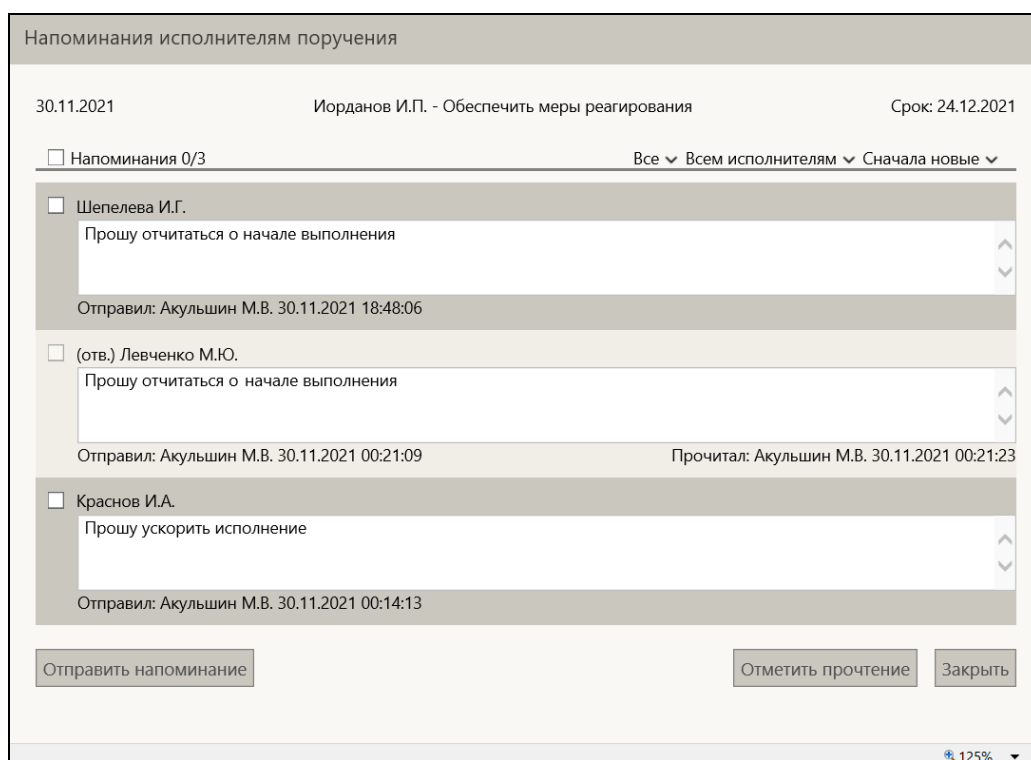 Напоминания исполнителям поручения
30.11.2021 Иорданов И.П. - Обеспечить меры реагирования Срок: 24.12.2021
Напоминания 0/3 Все Всем исполнителям Сначала новые
Шепелева И.Г.
Прошу отчитаться о начале выполнения
Отправил: Акульшин М.В. 30.11.2021 18:48:06
(отв.) Левченко М.Ю.
Прошу отчитаться о начале выполнения
Отправил: Акульшин М.В. 30.11.2021 00:21:09 Прочитал: Акульшин М.В. 30.11.2021 00:21:23
Краснов И.А.
Прошу ускорить исполнение
Отправил: Акульшин М.В. 30.11.2021 00:14:13
Отправить напоминание Отметить прочтение Закрыть
125%